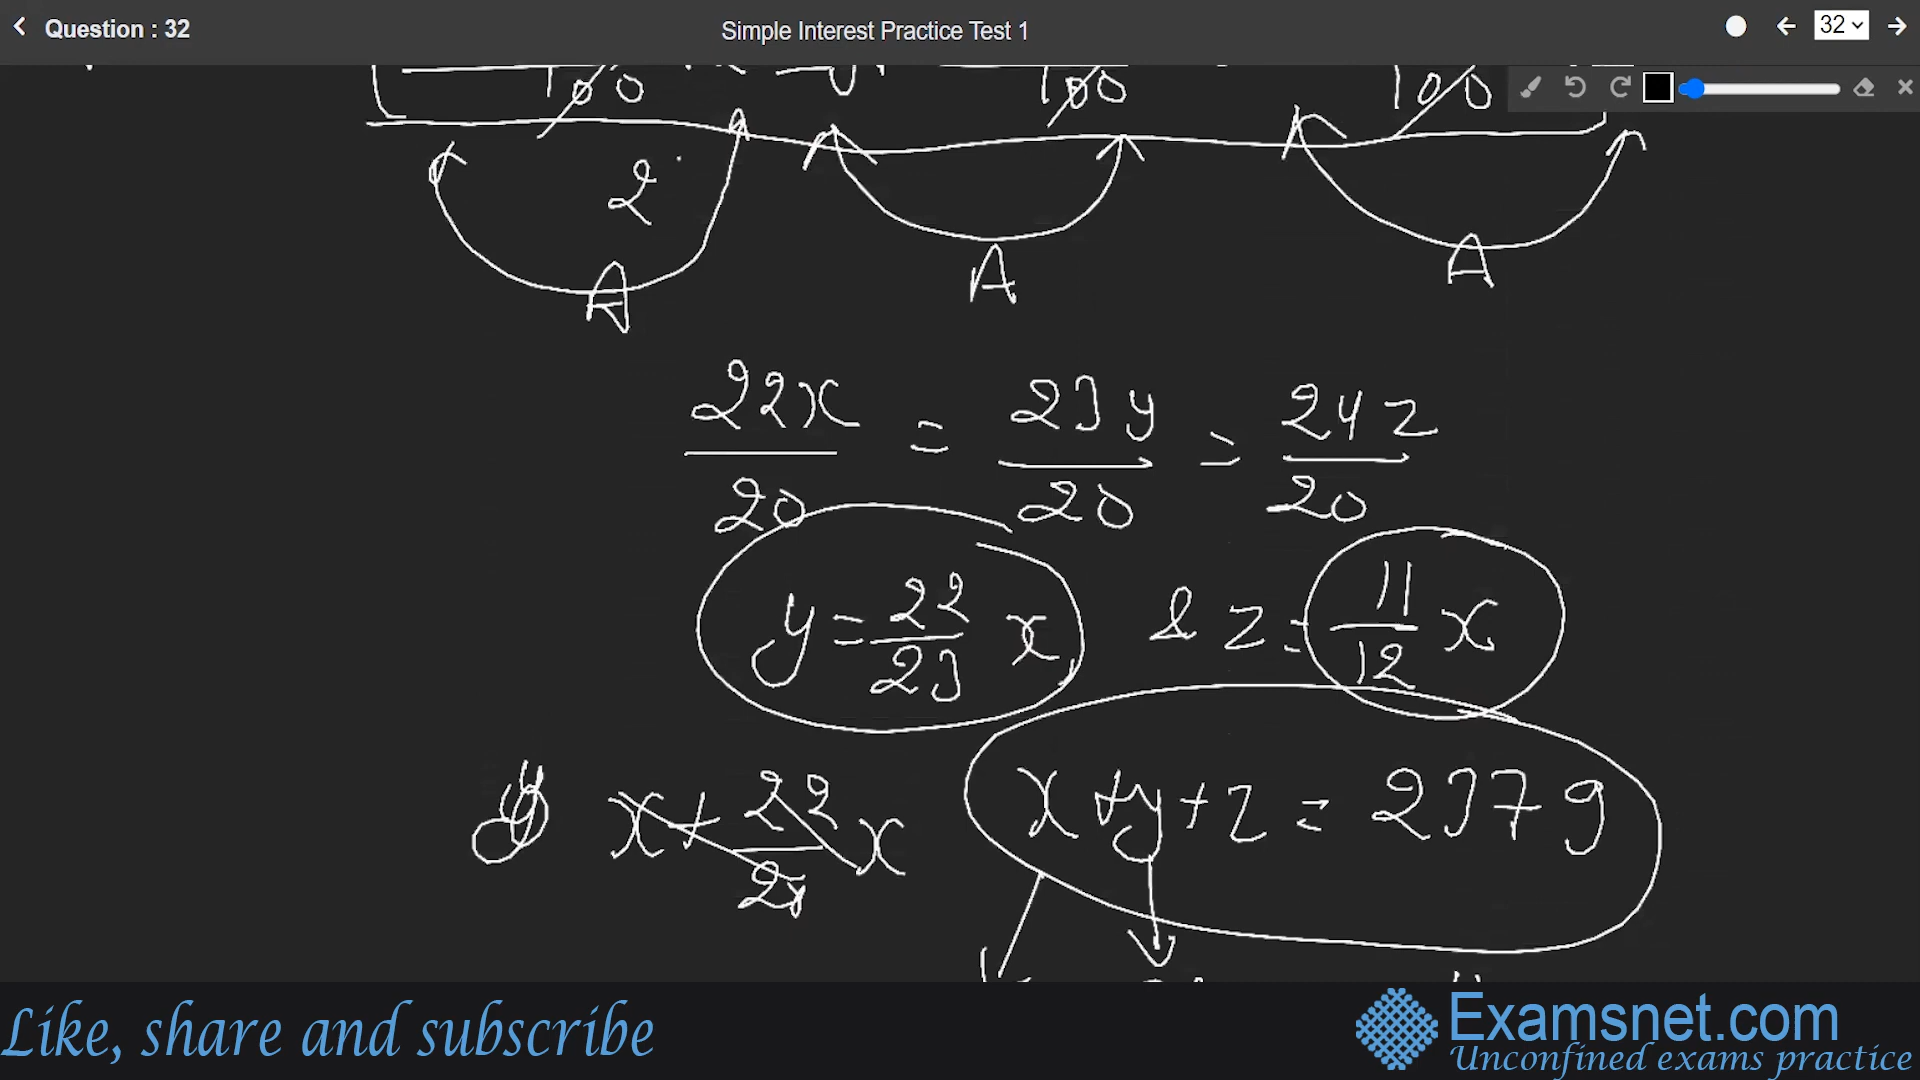 Question : 32
Simple Interest Practice Test 1
32
100 100 100
2
A A A
22x/20 = 23y/20 = 24z/20
y = 22/23 x & z = 11/12 x
x + 22/23 x
x + y + z = 2379
Like, share and subscribe
Examsnet.com
Unconfined exams practice